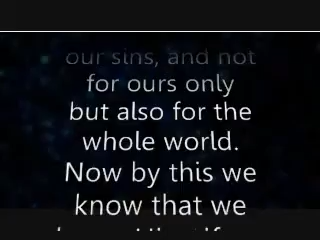 our sins, and not
for ours only
but also for the
whole world.
Now by this we
know that we